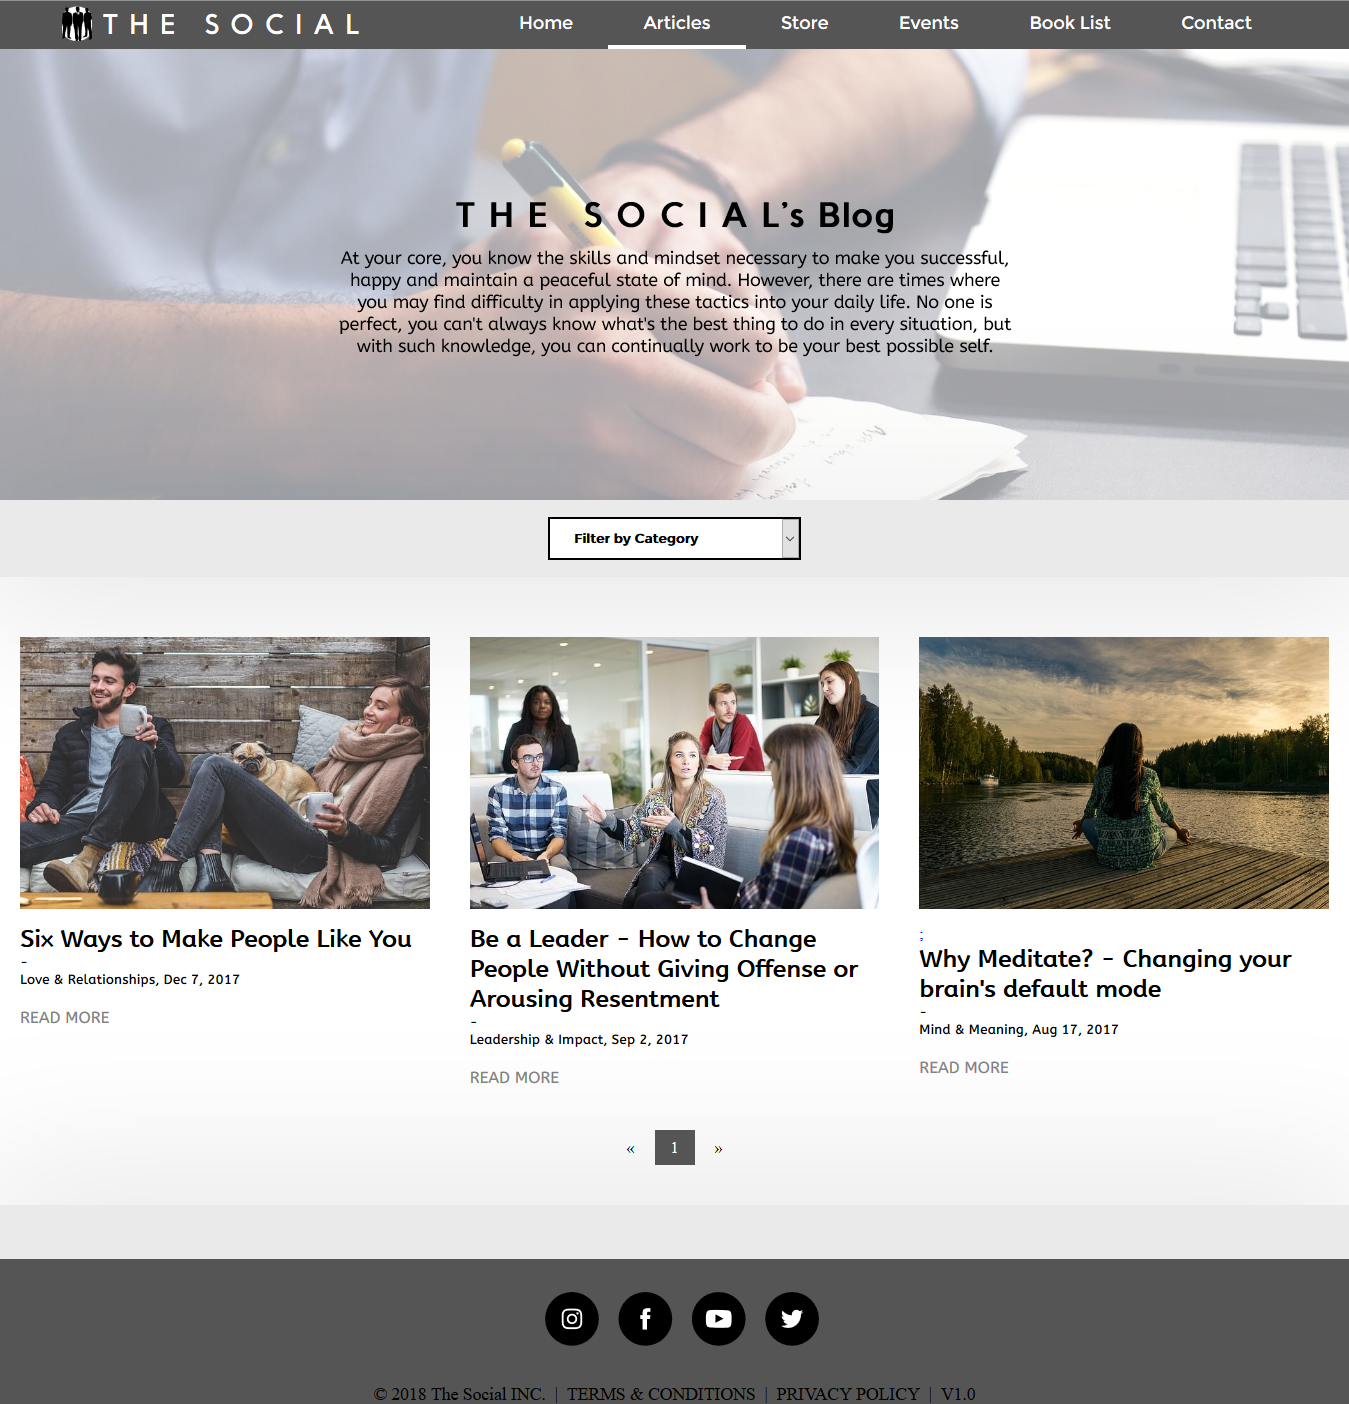 THE SOCIAL
Home Articles Store Events Book List Contact
THE SOCIAL's Blog
At your core, you know the skills and mindset necessary to make you successful,
happy and maintain a peaceful state of mind. However, there are times where
you may find difficulty in applying these tactics into your daily life. No one is
perfect, you can't always know what's the best thing to do in every situation, but
with such knowledge, you can continually work to be your best possible self.
Filter by Category
Six Ways to Make People Like You
-
Love & Relationships, Dec 7, 2017
READ MORE
Be a Leader - How to Change
People Without Giving Offense or
Arousing Resentment
-
Leadership & Impact, Sep 2, 2017
READ MORE
;
Why Meditate? - Changing your
brain's default mode
-
Mind & Meaning, Aug 17, 2017
READ MORE
« 1 »
© 2018 The Social INC. | TERMS & CONDITIONS | PRIVACY POLICY | V1.0